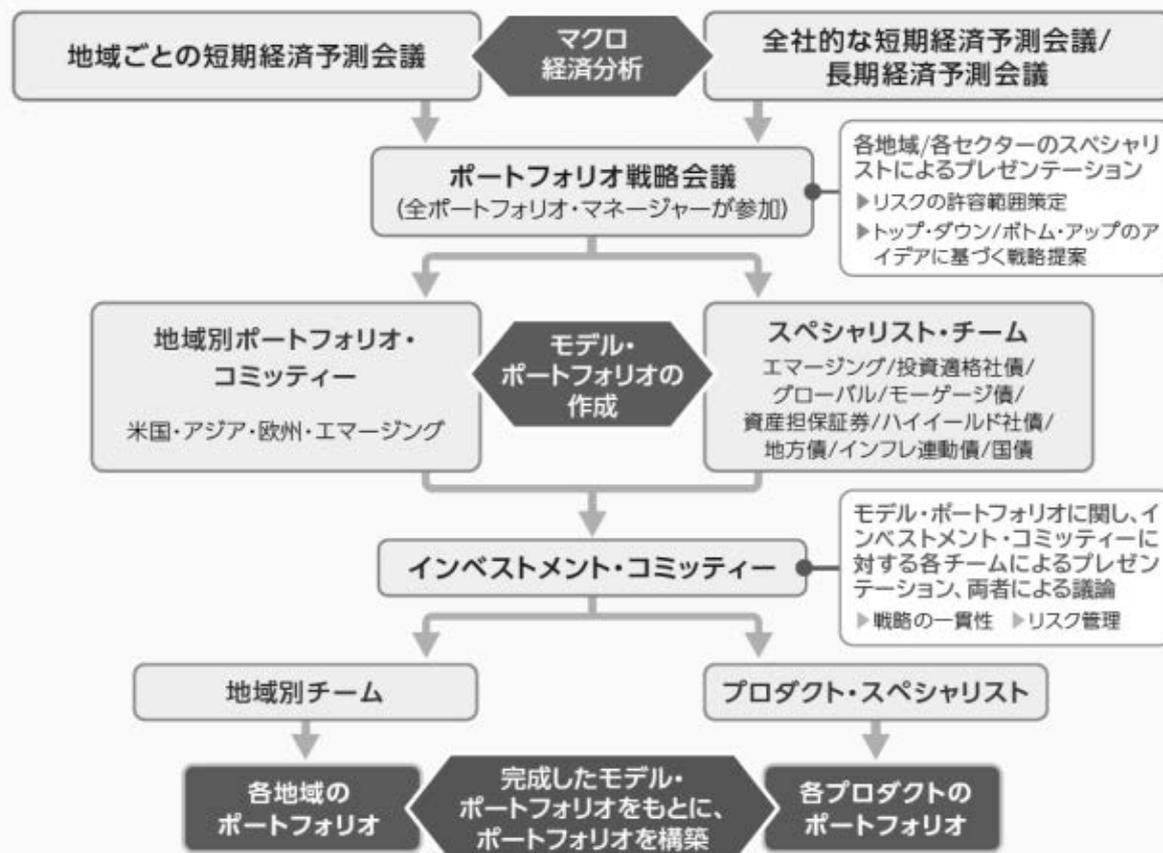 地域ごとの短期経済予測会議
マクロ
経済分析
全社的な短期経済予測会議/
長期経済予測会議
ポートフォリオ戦略会議
(全ポートフォリオ・マネージャーが参加)
各地域/各セクターのスペシャリ
ストによるプレゼンテーション
▶リスクの許容範囲策定
▶トップ・ダウン/ボトム・アップのア
イデアに基づく戦略提案
地域別ポートフォリオ・
コミッティー
米国・アジア・欧州・エマージング
モデル・
ポートフォリオの
作成
スペシャリスト・チーム
エマージング/投資適格社債/
グローバル/モーゲージ債/
資産担保証券/ハイイールド社債/
地方債/インフレ連動債/国債
インベストメント・コミッティー
モデル・ポートフォリオに関し、イ
ンベストメント・コミッティーに
対する各チームによるプレゼン
テーション、両者による議論
▶戦略の一貫性 ▶リスク管理
地域別チーム
プロダクト・スペシャリスト
各地域の
ポートフォリオ
完成したモデル・
ポートフォリオをもとに、
ポートフォリオを構築
各プロダクトの
ポートフォリオ